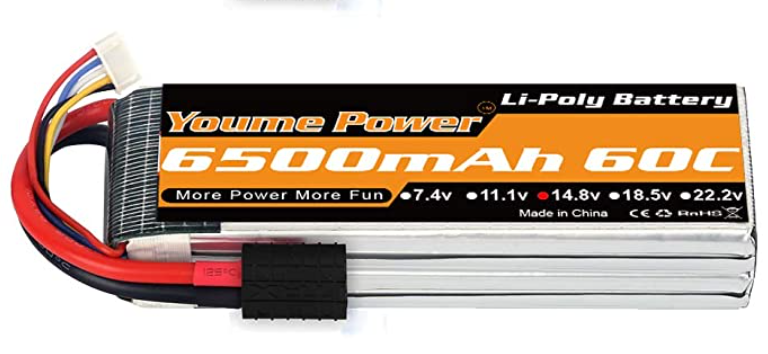 Li-Poly Battery
Youme Power
6500mAh 60C
More Power More Fun
7.4v 11.1v 14.8v 18.5v 22.2v
Made in China CE RoHS
125°C